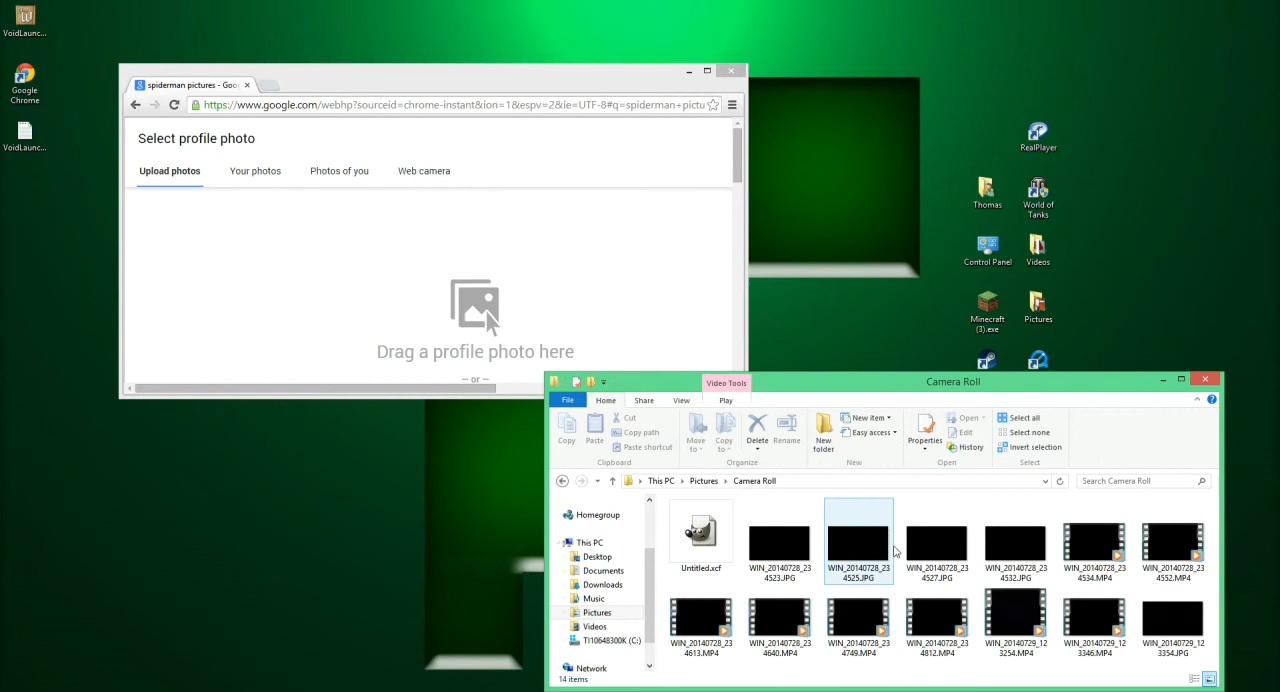 VoidLaunc...
Google
Chrome
VoidLaunc...
spiderman pictures - Goo
https://www.google.com/webhp?sourceid=chrome-instant&ion=1&espv=2&ie=UTF-8#q=spiderman+pictu
Select profile photo
Upload photos
Your photos
Photos of you
Web camera
Drag a profile photo here
— or —
RealPlayer
Thomas
World of
Tanks
Control Panel
Videos
Minecraft
(3).exe
Pictures
Video Tools
Camera Roll
File
Home
Share
View
Play
Copy
Paste
Cut
Copy path
Paste shortcut
Clipboard
Move
to
Copy
to
Delete
Rename
Organize
New
folder
New item
Easy access
New
Properties
Open
Edit
History
Open
Select all
Select none
Invert selection
Select
This PC
Pictures
Camera Roll
Search Camera Roll
Homegroup
This PC
Desktop
Documents
Downloads
Music
Pictures
Videos
TI10648300K (C:)
Network
Untitled.xcf
WIN_20140728_23
4523.JPG
WIN_20140728_23
4525.JPG
WIN_20140728_23
4527.JPG
WIN_20140728_23
4532.JPG
WIN_20140728_23
4534.MP4
WIN_20140728_23
4552.MP4
WIN_20140728_23
4613.MP4
WIN_20140728_23
4640.MP4
WIN_20140728_23
4749.MP4
WIN_20140728_23
4812.MP4
WIN_20140729_12
3254.MP4
WIN_20140729_12
3346.MP4
WIN_20140729_12
3354.JPG
14 items